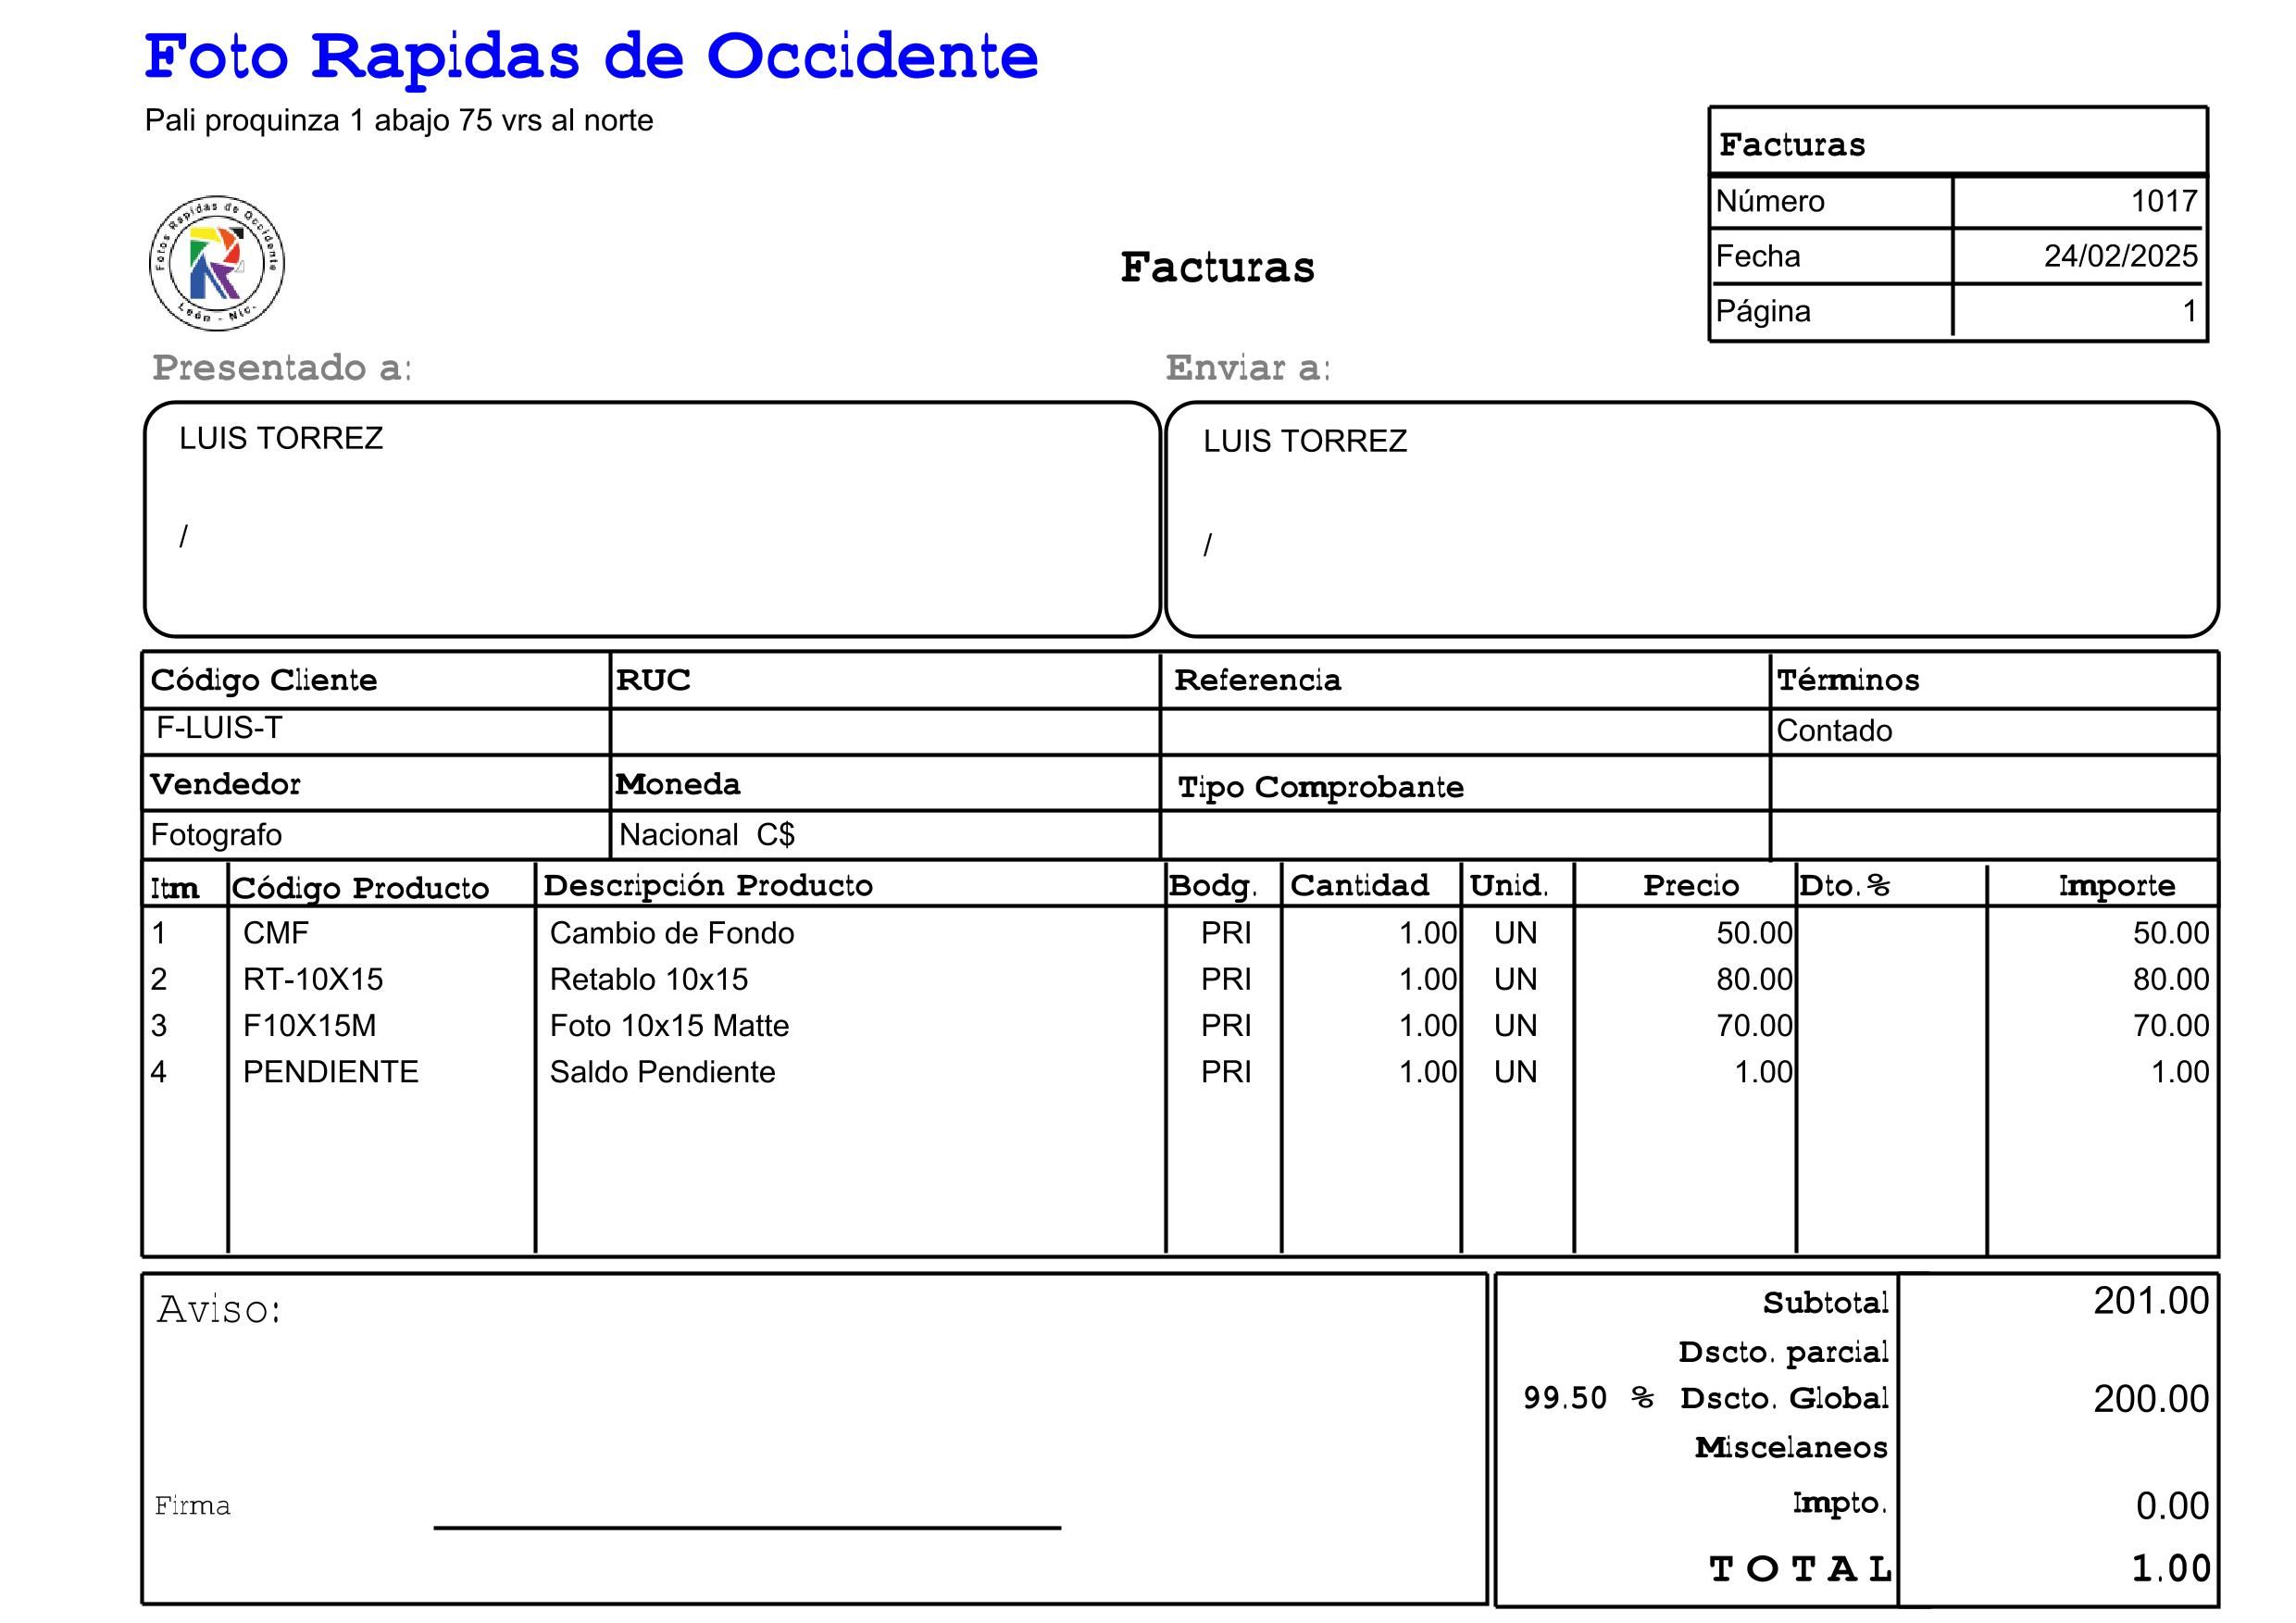 Foto Rapidas de Occidente
Pali proquinza 1 abajo 75 vrs al norte
Facturas
Número 1017
Fecha 24/02/2025
Página 1
Fotos Rapidas de Occidente
León - Nic.
Facturas
Presentado a: Enviar a:
LUIS TORREZ LUIS TORREZ
/ /
Código Cliente RUC Referencia Términos
F-LUIS-T Contado
Vendedor Moneda Tipo Comprobante
Fotografo Nacional C$
Itm Código Producto Descripción Producto Bodg. Cantidad Unid. Precio Dto.% Importe
1 CMF Cambio de Fondo PRI 1.00 UN 50.00 50.00
2 RT-10X15 Retablo 10x15 PRI 1.00 UN 80.00 80.00
3 F10X15M Foto 10x15 Matte PRI 1.00 UN 70.00 70.00
4 PENDIENTE Saldo Pendiente PRI 1.00 UN 1.00 1.00
Aviso:
Subtotal 201.00
Dscto. parcial
99.50 % Dscto. Global 200.00
Miscelaneos
Firma
Impto. 0.00
TOTAL 1.00